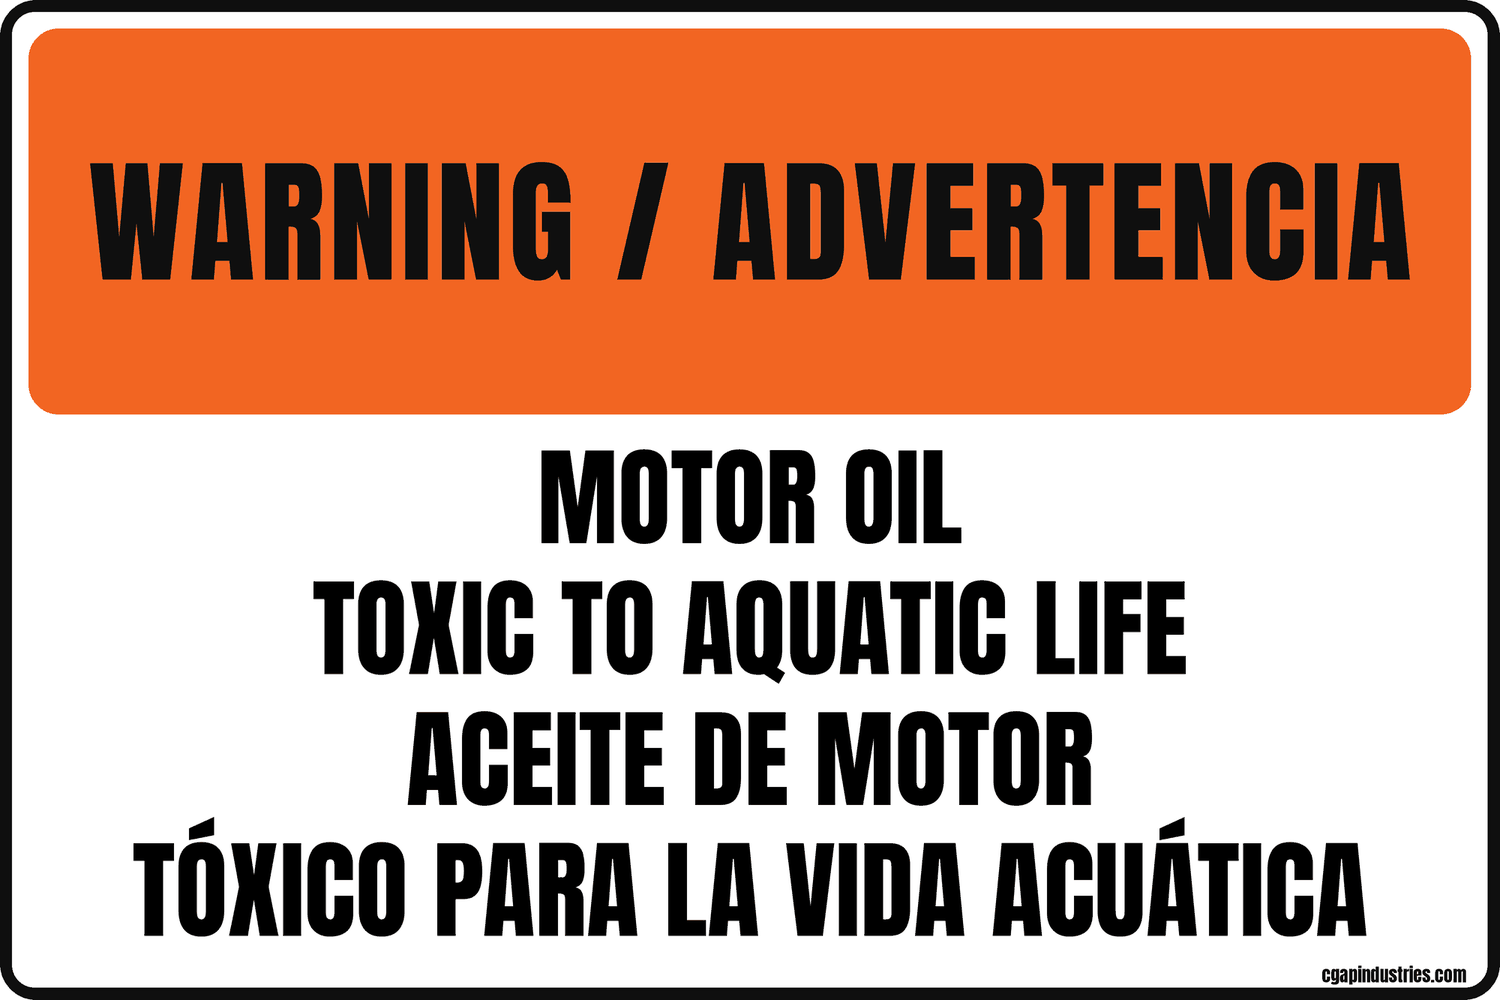 WARNING / ADVERTENCIA
MOTOR OIL
TOXIC TO AQUATIC LIFE
ACEITE DE MOTOR
TÓXICO PARA LA VIDA ACUÁTICA
cgapindustries.com